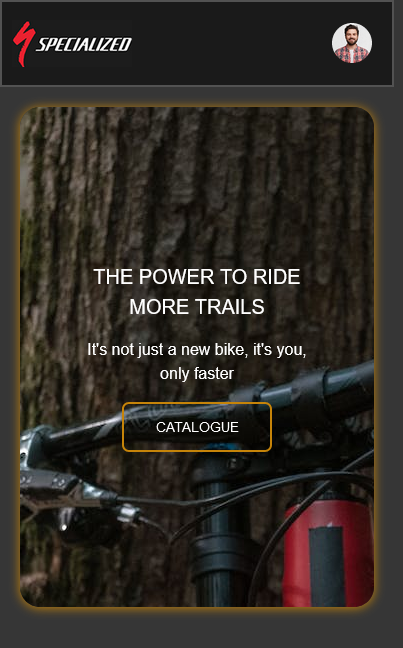 SPECIALIZED
THE POWER TO RIDE
MORE TRAILS
It's not just a new bike, it's you,
only faster
CATALOGUE